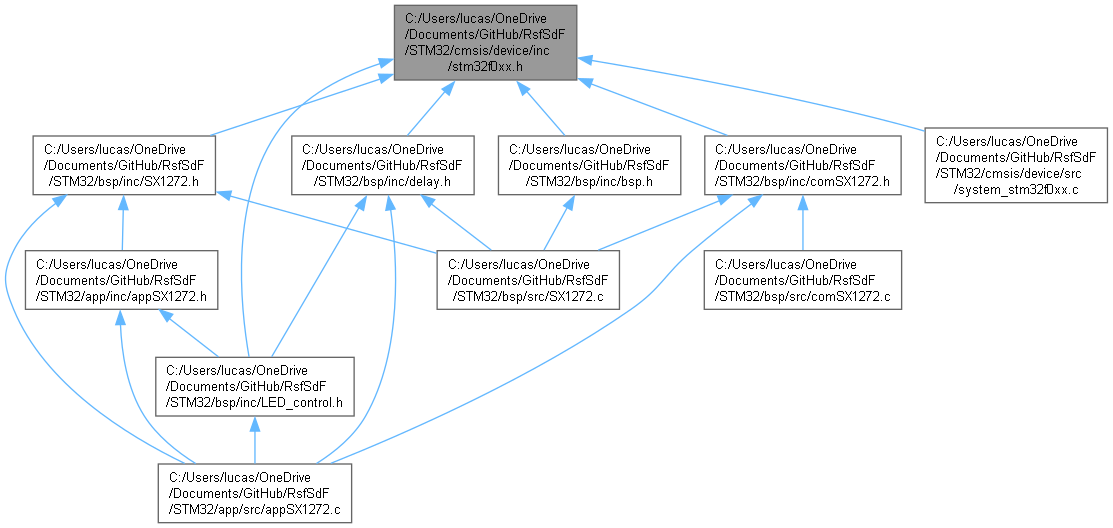 C:/Users/lucas/OneDrive
/Documents/GitHub/RsfSdF
/STM32/cmsis/device/inc
/stm32f0xx.h
C:/Users/lucas/OneDrive
/Documents/GitHub/RsfSdF
/STM32/bsp/inc/SX1272.h
C:/Users/lucas/OneDrive
/Documents/GitHub/RsfSdF
/STM32/bsp/inc/delay.h
C:/Users/lucas/OneDrive
/Documents/GitHub/RsfSdF
/STM32/bsp/inc/bsp.h
C:/Users/lucas/OneDrive
/Documents/GitHub/RsfSdF
/STM32/bsp/inc/comSX1272.h
C:/Users/lucas/OneDrive
/Documents/GitHub/RsfSdF
/STM32/cmsis/device/src
/system_stm32f0xx.c
C:/Users/lucas/OneDrive
/Documents/GitHub/RsfSdF
/STM32/app/inc/appSX1272.h
C:/Users/lucas/OneDrive
/Documents/GitHub/RsfSdF
/STM32/bsp/src/SX1272.c
C:/Users/lucas/OneDrive
/Documents/GitHub/RsfSdF
/STM32/bsp/src/comSX1272.c
C:/Users/lucas/OneDrive
/Documents/GitHub/RsfSdF
/STM32/bsp/inc/LED_control.h
C:/Users/lucas/OneDrive
/Documents/GitHub/RsfSdF
/STM32/app/src/appSX1272.c